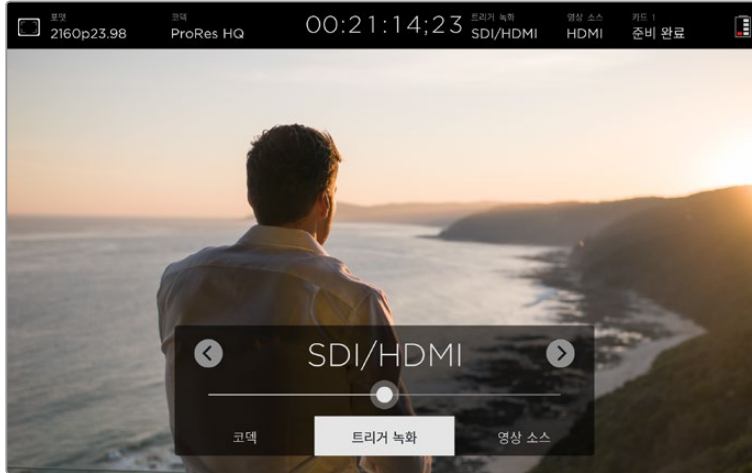 포맷
2160p23.98
코덱
ProRes HQ
00:21:14;23
트리거 녹화
SDI/HDMI
영상 소스
HDMI
카드 1
준비 완료
SDI/HDMI
코덱
트리거 녹화
영상 소스